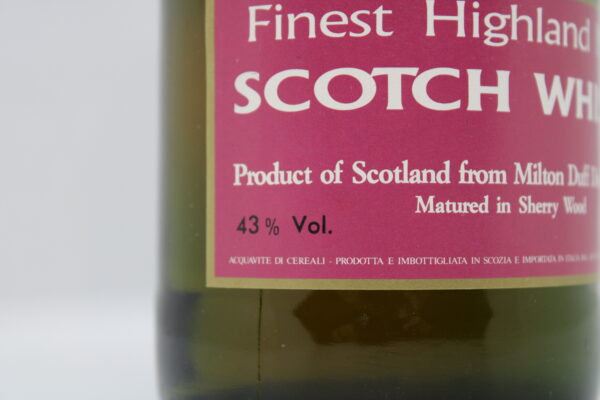 Finest Highland
SCOTCH
Product of Scotland from Milton Duff
Matured in Sherry Wood
43% Vol.
ACQUAVITE DI CEREALI - PRODOTTA E IMBOTTIGLIATA IN SCOZIA E IMPORTATA IN ITALIA